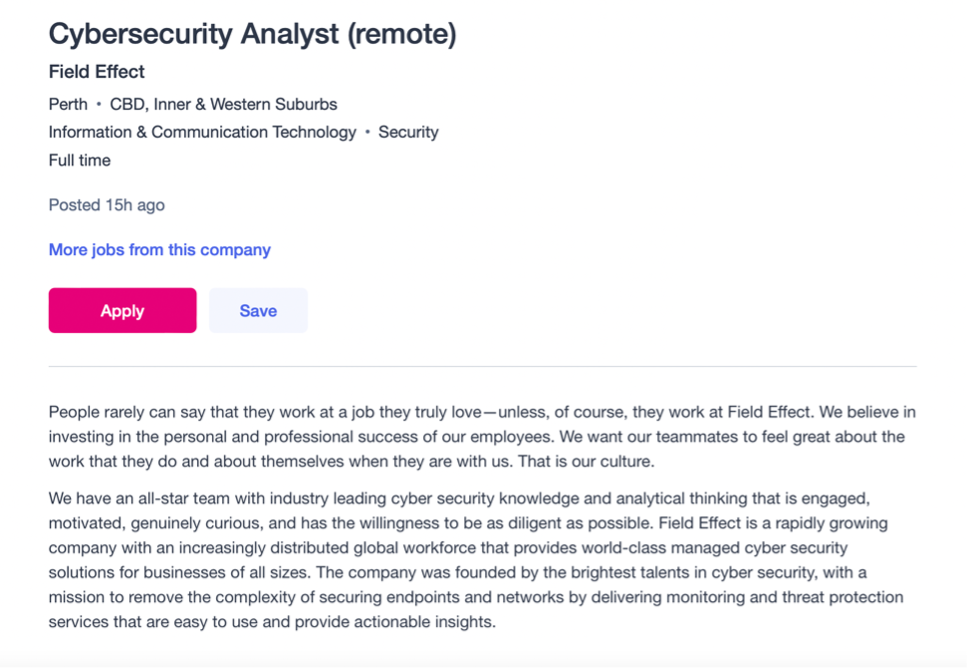 Cybersecurity Analyst (remote)
Field Effect
Perth • CBD, Inner & Western Suburbs
Information & Communication Technology • Security
Full time
Posted 15h ago
More jobs from this company
Apply Save
People rarely can say that they work at a job they truly love—unless, of course, they work at Field Effect. We believe in
investing in the personal and professional success of our employees. We want our teammates to feel great about the
work that they do and about themselves when they are with us. That is our culture.
We have an all-star team with industry leading cyber security knowledge and analytical thinking that is engaged,
motivated, genuinely curious, and has the willingness to be as diligent as possible. Field Effect is a rapidly growing
company with an increasingly distributed global workforce that provides world-class managed cyber security
solutions for businesses of all sizes. The company was founded by the brightest talents in cyber security, with a
mission to remove the complexity of securing endpoints and networks by delivering monitoring and threat protection
services that are easy to use and provide actionable insights.